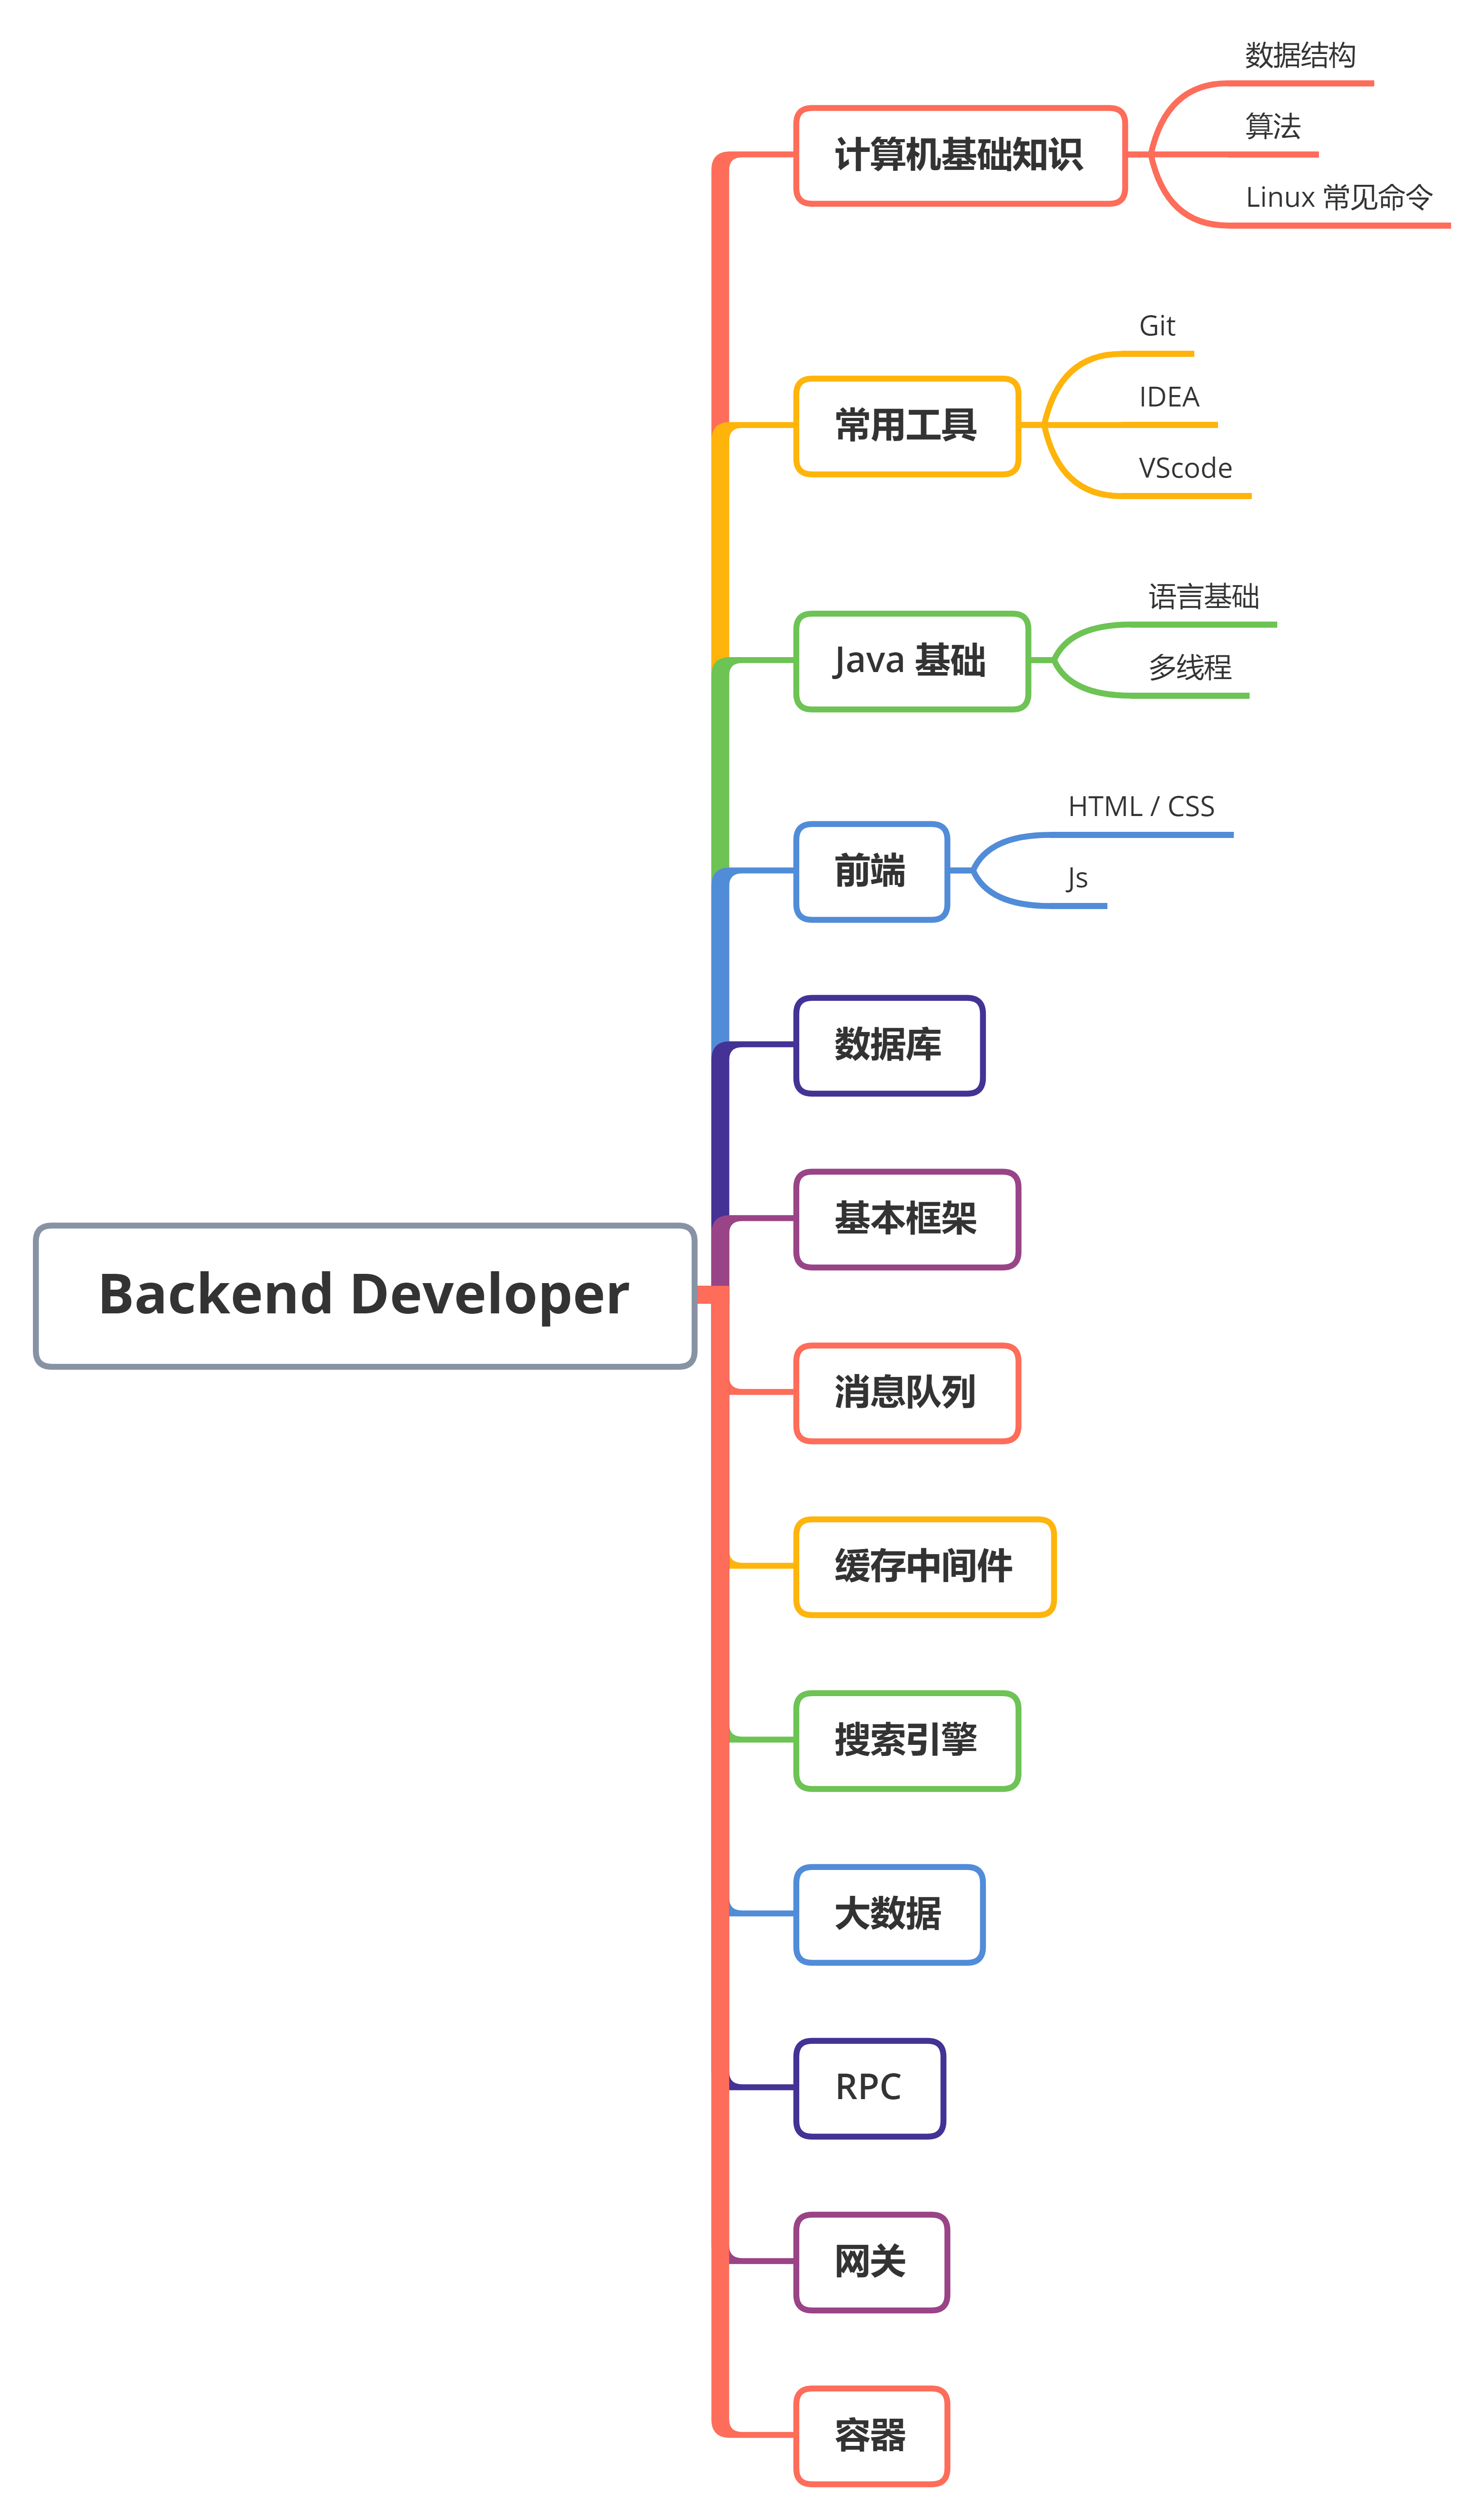 数据结构
计算机基础知识
算法
Linux 常见命令
Git
常用工具
IDEA
VScode
语言基础
Java 基础
多线程
HTML / CSS
前端
Js
数据库
基本框架
Backend Developer
消息队列
缓存中间件
搜索引擎
大数据
RPC
网关
容器